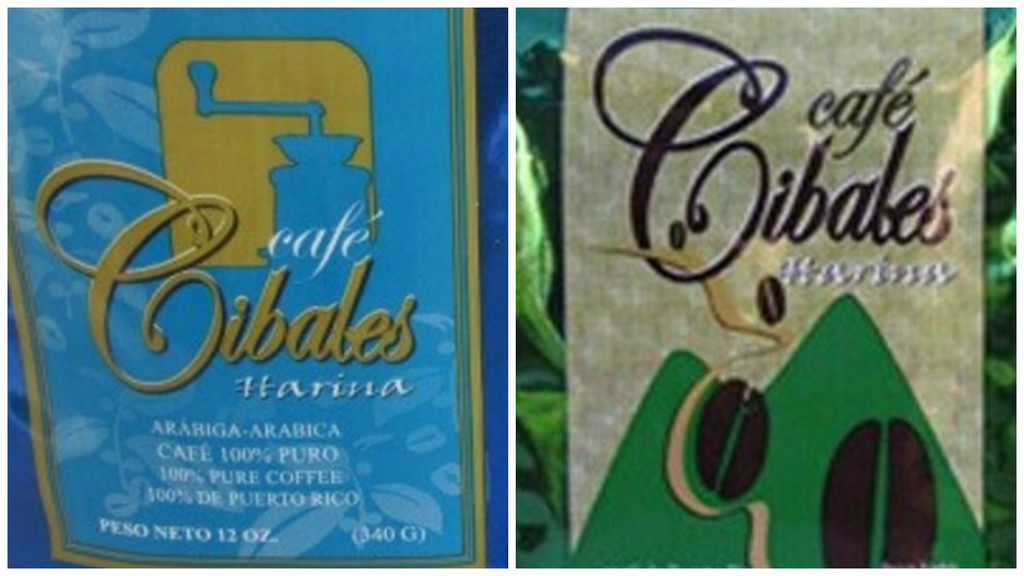 café
Cibales
Harina
ARÁBIGA-ARABICA
CAFÉ 100% PURO
100% PURE COFFEE
100% DE PUERTO RICO
PESO NETO 12 OZ. (340 G)
café
Cibales
Harina